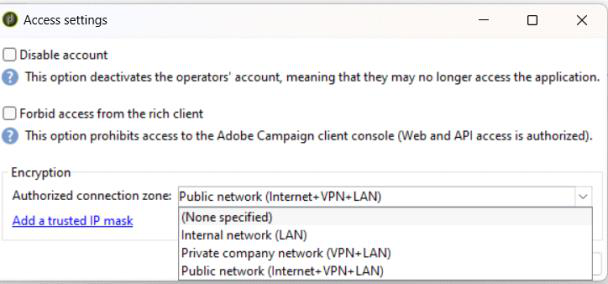 Access settings
Disable account
This option deactivates the operators' account, meaning that they may no longer access the application.
Forbid access from the rich client
This option prohibits access to the Adobe Campaign client console (Web and API access is authorized).
Encryption
Authorized connection zone: Public network (Internet+VPN+LAN)
Add a trusted IP mask
(None specified)
Internal network (LAN)
Private company network (VPN+LAN)
Public network (Internet+VPN+LAN)